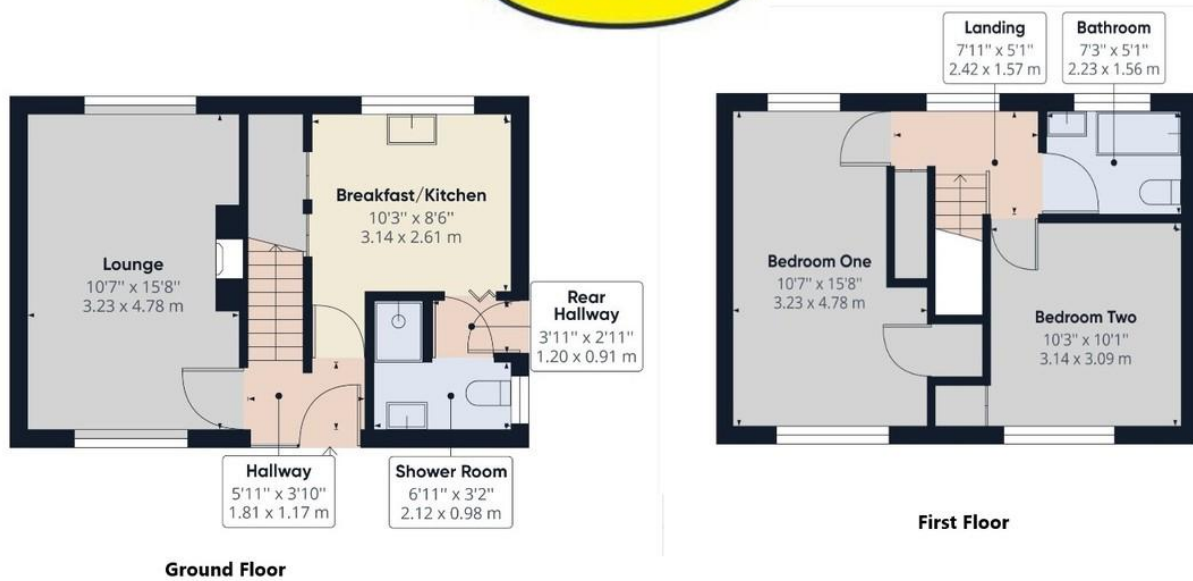 Lounge
10'7" x 15'8"
3.23 x 4.78 m
Breakfast/Kitchen
10'3" x 8'6"
3.14 x 2.61 m
Rear
Hallway
3'11" x 2'11"
1.20 x 0.91 m
Hallway
5'11" x 3'10"
1.81 x 1.17 m
Shower Room
6'11" x 3'2"
2.12 x 0.98 m
Ground Floor
Landing
7'11" x 5'1"
2.42 x 1.57 m
Bathroom
7'3" x 5'1"
2.23 x 1.56 m
Bedroom One
10'7" x 15'8"
3.23 x 4.78 m
Bedroom Two
10'3" x 10'1"
3.14 x 3.09 m
First Floor